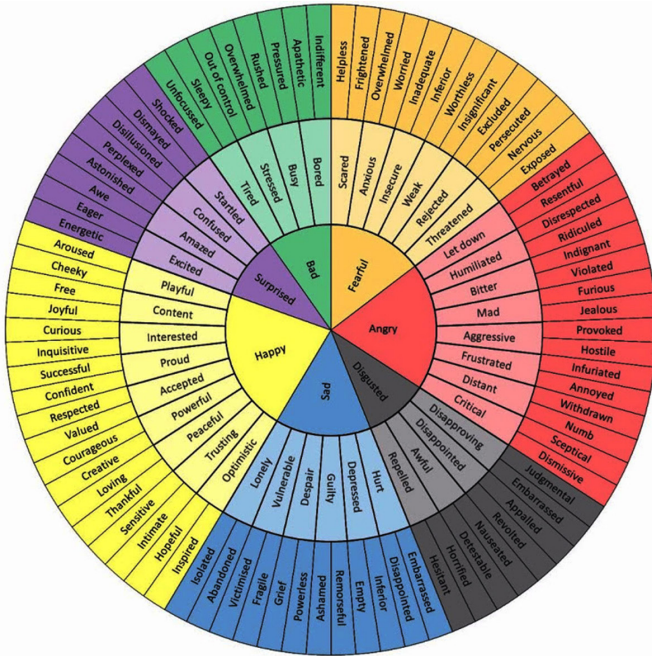 Fearful
Angry
Disgusted
Sad
Happy
Surprised
Bad
Scared
Anxious
Insecure
Weak
Rejected
Threatened
Let down
Humiliated
Bitter
Mad
Aggressive
Frustrated
Distant
Critical
Disapproving
Disappointed
Awful
Repelled
Hurt
Depressed
Guilty
Despair
Vulnerable
Lonely
Optimistic
Trusting
Peaceful
Powerful
Accepted
Proud
Interested
Content
Playful
Excited
Amazed
Confused
Startled
Tired
Stressed
Busy
Bored
Helpless
Frightened
Overwhelmed
Worried
Inadequate
Inferior
Worthless
Insignificant
Excluded
Persecuted
Nervous
Exposed
Betrayed
Resentful
Disrespected
Ridiculed
Indignant
Violated
Furious
Jealous
Provoked
Hostile
Infuriated
Annoyed
Withdrawn
Numb
Sceptical
Dismissive
Judgmental
Embarrassed
Appalled
Revolted
Nauseated
Detestable
Horrified
Hesitant
Embarrassed
Disappointed
Inferior
Empty
Remorseful
Ashamed
Powerless
Grief
Fragile
Victimised
Abandoned
Isolated
Inspired
Hopeful
Intimate
Sensitive
Thankful
Loving
Creative
Courageous
Valued
Respected
Confident
Successful
Inquisitive
Curious
Joyful
Free
Cheeky
Aroused
Energetic
Eager
Awe
Astonished
Perplexed
Disillusioned
Dismayed
Shocked
Unfocussed
Sleepy
Out of control
Overwhelmed
Rushed
Pressured
Apathetic
Indifferent